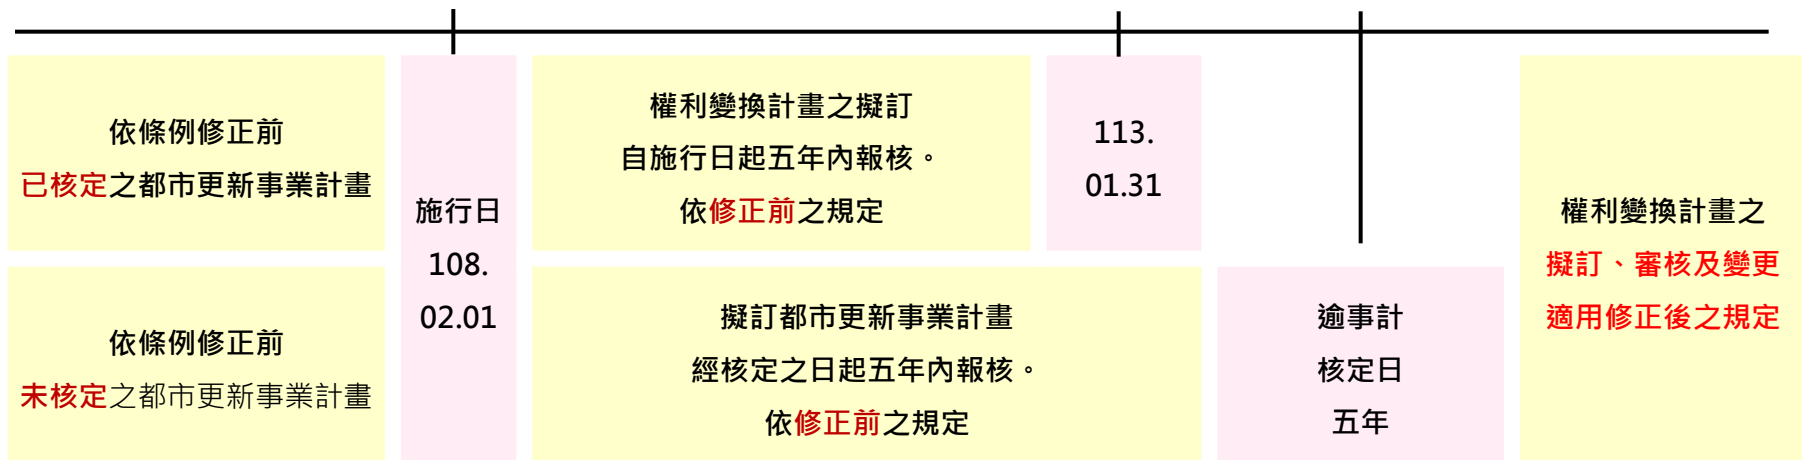 依條例修正前
已核定之都市更新事業計畫
依條例修正前
未核定之都市更新事業計畫
施行日
108.
02.01
權利變換計畫之擬訂
自施行日起五年內報核。
依修正前之規定
113.
01.31
擬訂都市更新事業計畫
經核定之日起五年內報核。
依修正前之規定
逾事計
核定日
五年
權利變換計畫之
擬訂、審核及變更
適用修正後之規定